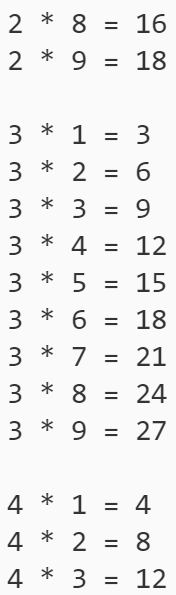 2 * 8 = 16
2 * 9 = 18

3 * 1 = 3
3 * 2 = 6
3 * 3 = 9
3 * 4 = 12
3 * 5 = 15
3 * 6 = 18
3 * 7 = 21
3 * 8 = 24
3 * 9 = 27

4 * 1 = 4
4 * 2 = 8
4 * 3 = 12